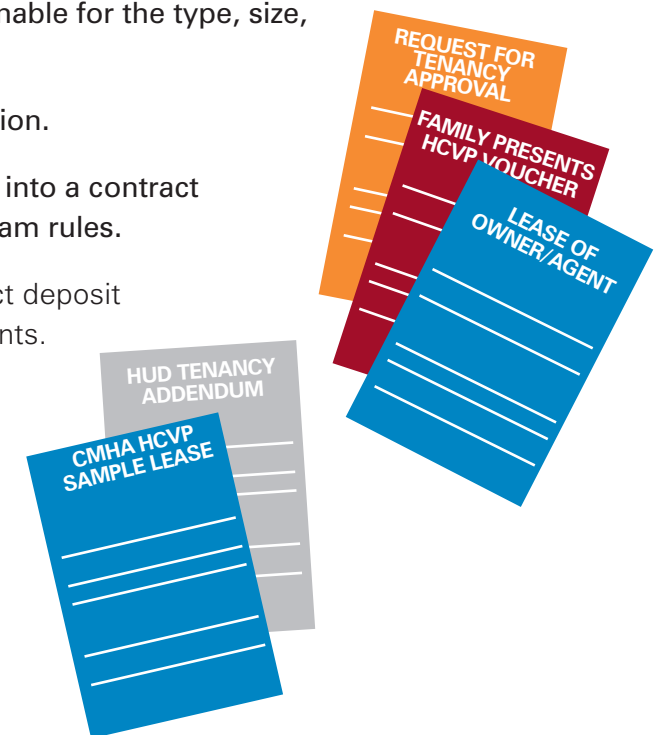 nable for the type, size,
ion.
into a contract
am rules.
ct deposit
nts.
REQUEST FOR
TENANCY
APPROVAL
FAMILY PRESENTS
HCVP VOUCHER
LEASE OF
OWNER/AGENT
HUD TENANCY
ADDENDUM
CMHA HCVP
SAMPLE LEASE